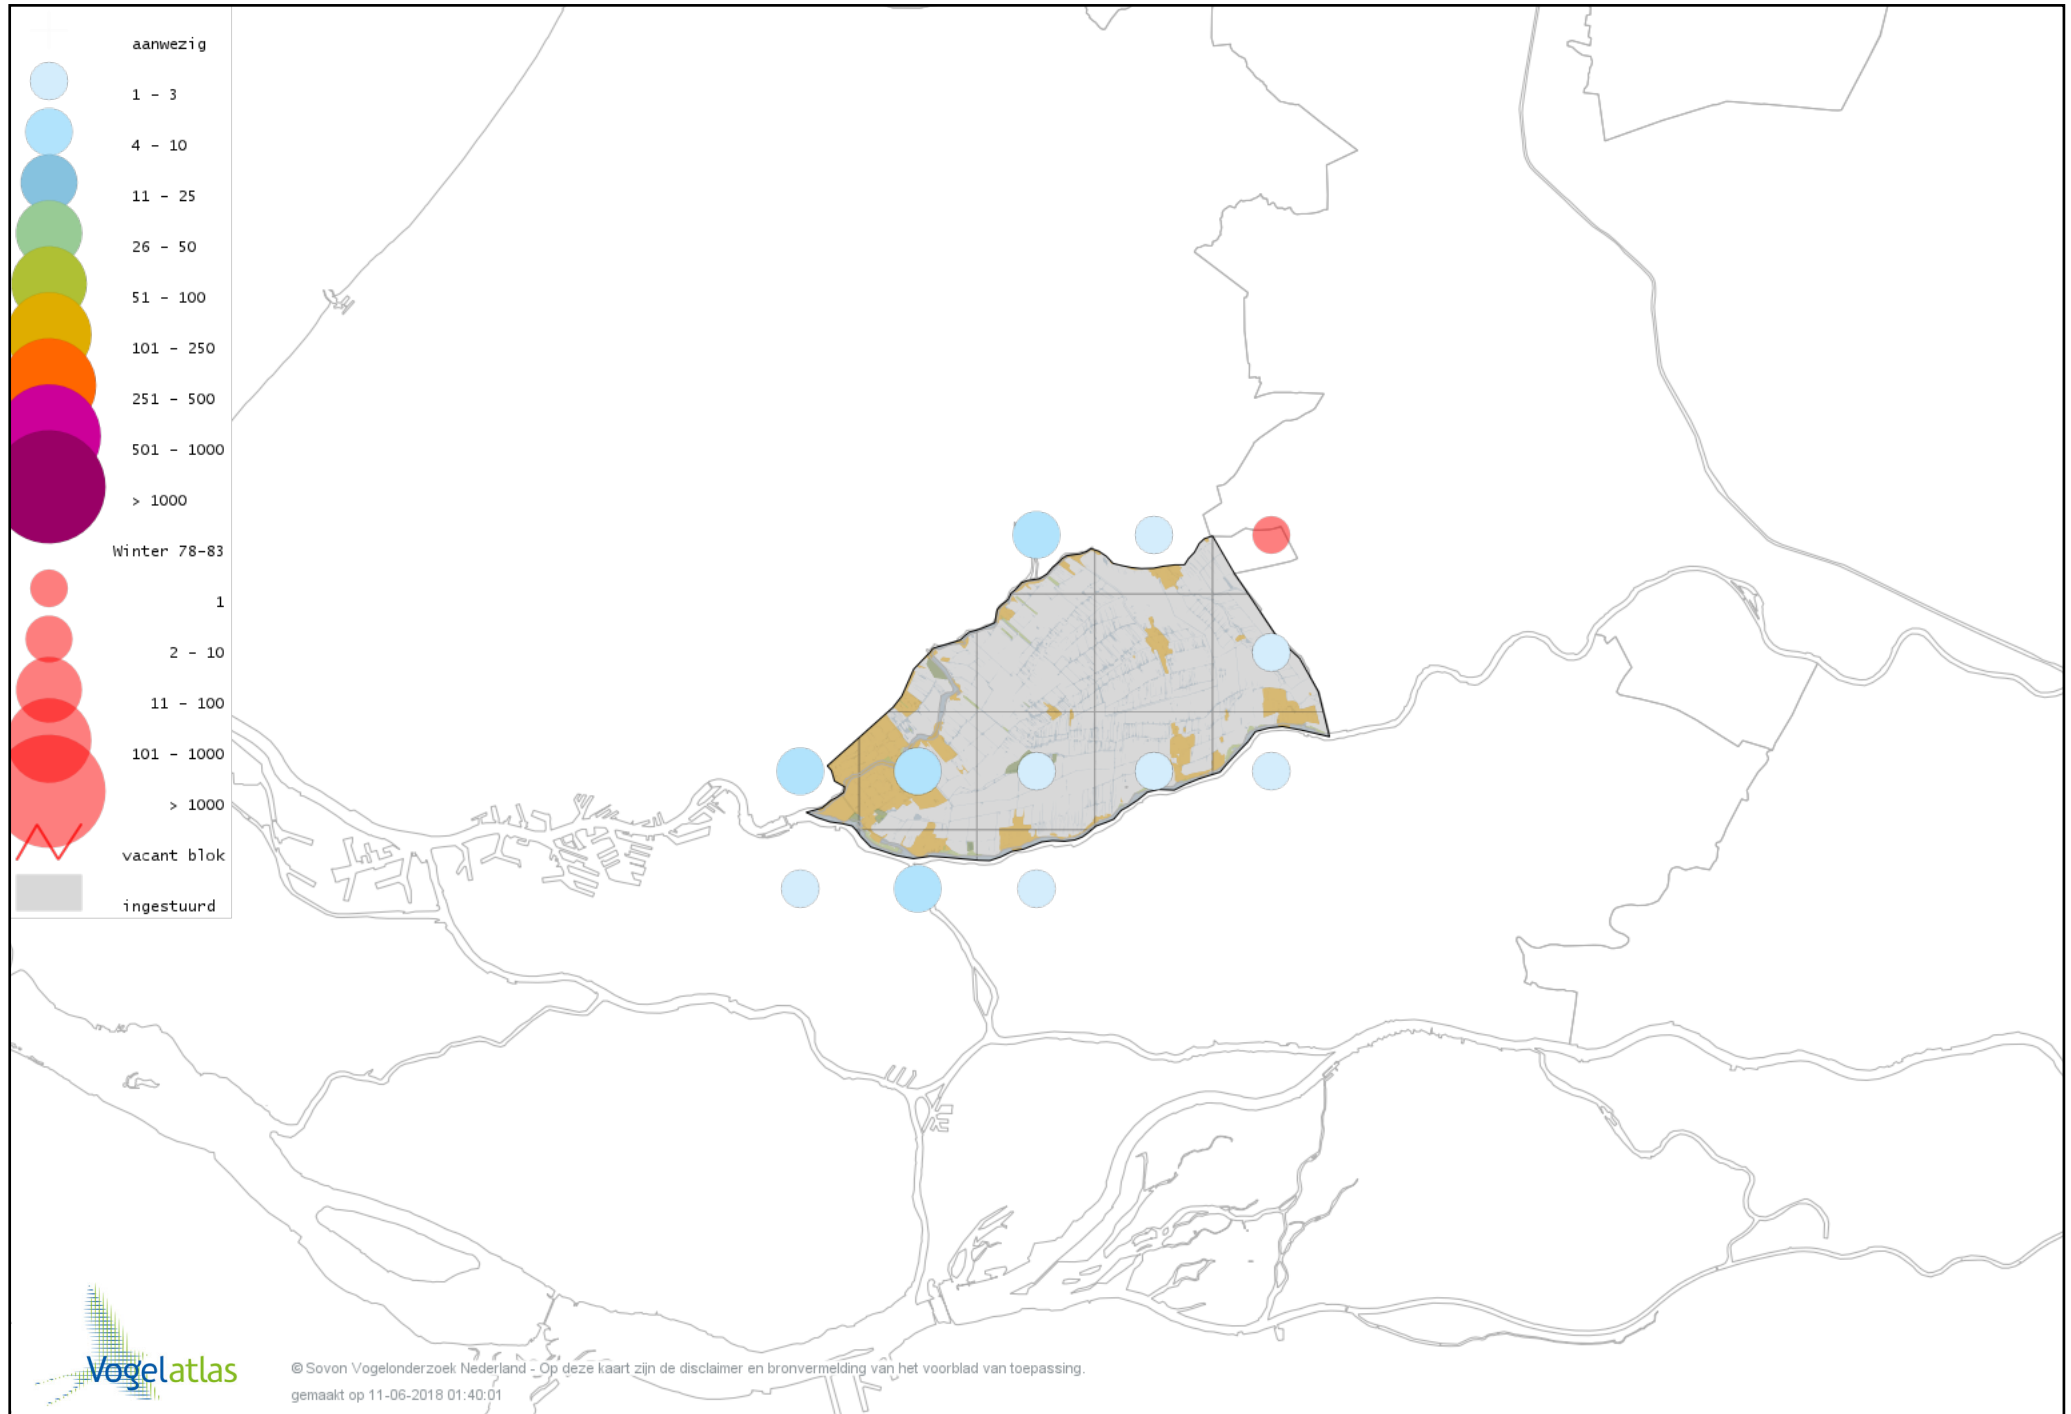 aanwezig
1 – 3
4 – 10
11 – 25
26 – 50
51 – 100
101 – 250
251 – 500
501 – 1000
> 1000
Winter 78–83
1
2 – 10
11 – 100
101 – 1000
> 1000
vacant blok
ingestuurd
Vogelatlas
© Sovon Vogelonderzoek Nederland - Op deze kaart zijn de disclaimer en bronvermelding van het voorblad van toepassing.
gemaakt op 11-06-2018 01:40:01